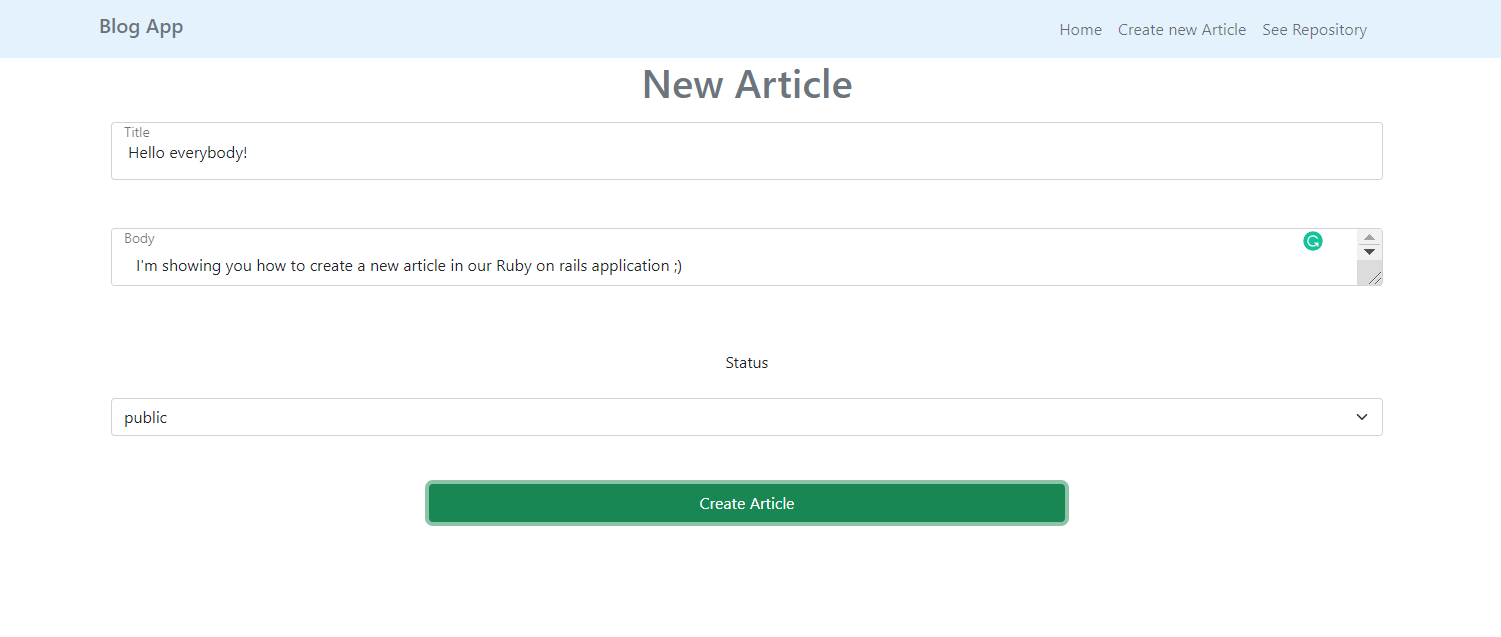 Blog App
Home Create new Article See Repository
New Article
Title
Hello everybody!
Body
I'm showing you how to create a new article in our Ruby on rails application ;)
Status
public
Create Article